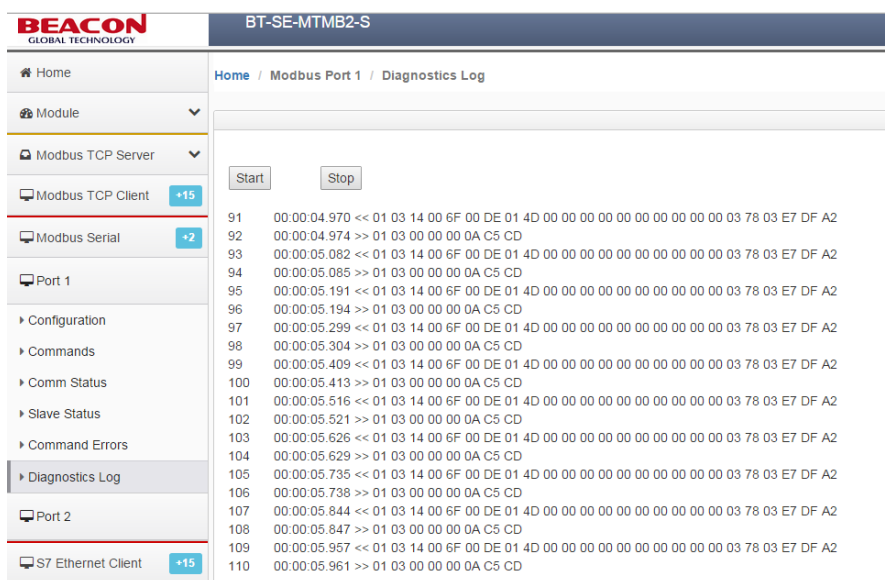 BEACON
GLOBAL TECHNOLOGY
BT-SE-MTMB2-S
Home
Module
Modbus TCP Server
Modbus TCP Client +15
Modbus Serial +2
Port 1
Configuration
Commands
Comm Status
Slave Status
Command Errors
Diagnostics Log
Port 2
S7 Ethernet Client +15
Home / Modbus Port 1 / Diagnostics Log
Start Stop
91 00:00:04.970 << 01 03 14 00 6F 00 DE 01 4D 00 00 00 00 00 00 00 00 00 00 03 78 03 E7 DF A2
92 00:00:04.974 >> 01 03 00 00 00 0A C5 CD
93 00:00:05.082 << 01 03 14 00 6F 00 DE 01 4D 00 00 00 00 00 00 00 00 00 00 03 78 03 E7 DF A2
94 00:00:05.085 >> 01 03 00 00 00 0A C5 CD
95 00:00:05.191 << 01 03 14 00 6F 00 DE 01 4D 00 00 00 00 00 00 00 00 00 00 03 78 03 E7 DF A2
96 00:00:05.194 >> 01 03 00 00 00 0A C5 CD
97 00:00:05.299 << 01 03 14 00 6F 00 DE 01 4D 00 00 00 00 00 00 00 00 00 00 03 78 03 E7 DF A2
98 00:00:05.304 >> 01 03 00 00 00 0A C5 CD
99 00:00:05.409 << 01 03 14 00 6F 00 DE 01 4D 00 00 00 00 00 00 00 00 00 00 03 78 03 E7 DF A2
100 00:00:05.413 >> 01 03 00 00 00 0A C5 CD
101 00:00:05.516 << 01 03 14 00 6F 00 DE 01 4D 00 00 00 00 00 00 00 00 00 00 03 78 03 E7 DF A2
102 00:00:05.521 >> 01 03 00 00 00 0A C5 CD
103 00:00:05.626 << 01 03 14 00 6F 00 DE 01 4D 00 00 00 00 00 00 00 00 00 00 03 78 03 E7 DF A2
104 00:00:05.629 >> 01 03 00 00 00 0A C5 CD
105 00:00:05.735 << 01 03 14 00 6F 00 DE 01 4D 00 00 00 00 00 00 00 00 00 00 03 78 03 E7 DF A2
106 00:00:05.738 >> 01 03 00 00 00 0A C5 CD
107 00:00:05.844 << 01 03 14 00 6F 00 DE 01 4D 00 00 00 00 00 00 00 00 00 00 03 78 03 E7 DF A2
108 00:00:05.847 >> 01 03 00 00 00 0A C5 CD
109 00:00:05.957 << 01 03 14 00 6F 00 DE 01 4D 00 00 00 00 00 00 00 00 00 00 03 78 03 E7 DF A2
110 00:00:05.961 >> 01 03 00 00 00 0A C5 CD